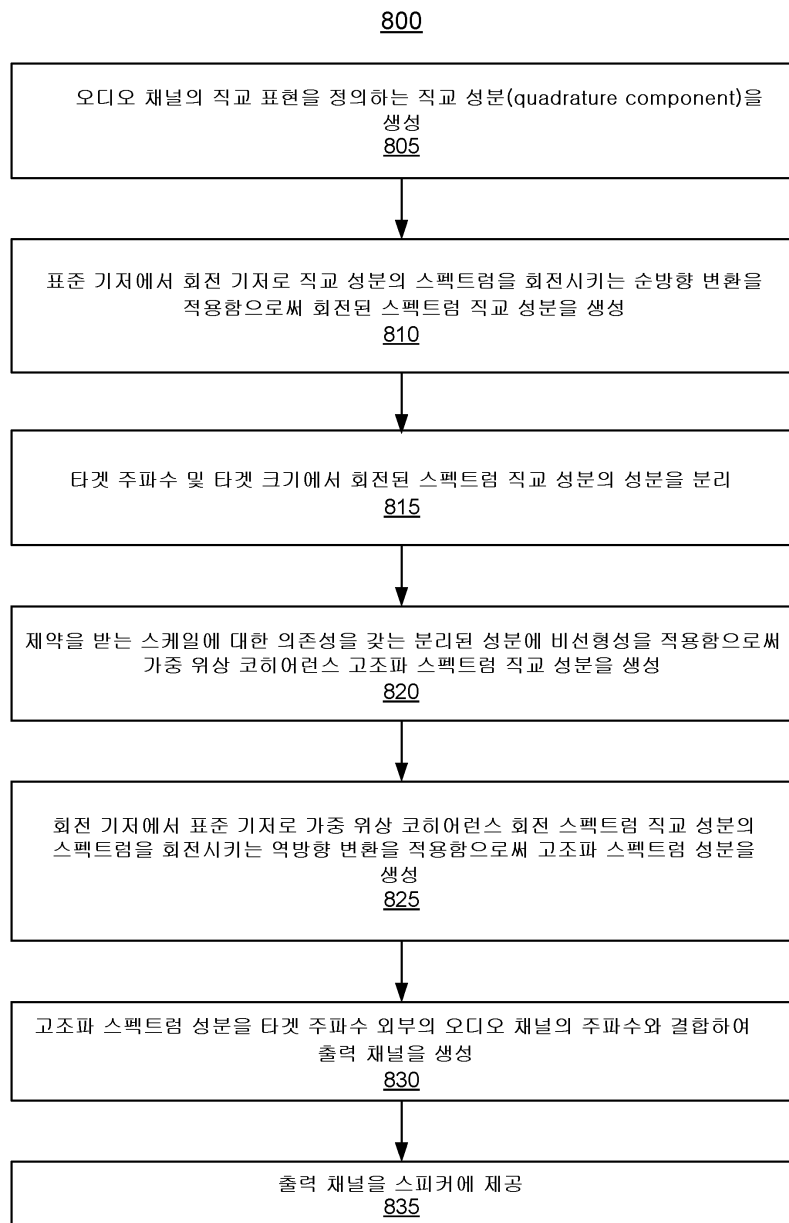 800
오디오 채널의 직교 표현을 정의하는 직교 성분(quadrature component)을
생성
805
표준 기저에서 회전 기저로 직교 성분의 스펙트럼을 회전시키는 순방향 변환을
적용함으로써 회전된 스펙트럼 직교 성분을 생성
810
타겟 주파수 및 타겟 크기에서 회전된 스펙트럼 직교 성분의 성분을 분리
815
제약을 받는 스케일에 대한 의존성을 갖는 분리된 성분에 비선형성을 적용함으로써
가중 위상 코히어런스 고조파 스펙트럼 직교 성분을 생성
820
회전 기저에서 표준 기저로 가중 위상 코히어런스 회전 스펙트럼 직교 성분의
스펙트럼을 회전시키는 역방향 변환을 적용함으로써 고조파 스펙트럼 성분을
생성
825
고조파 스펙트럼 성분을 타겟 주파수 외부의 오디오 채널의 주파수와 결합하여
출력 채널을 생성
830
출력 채널을 스피커에 제공
835